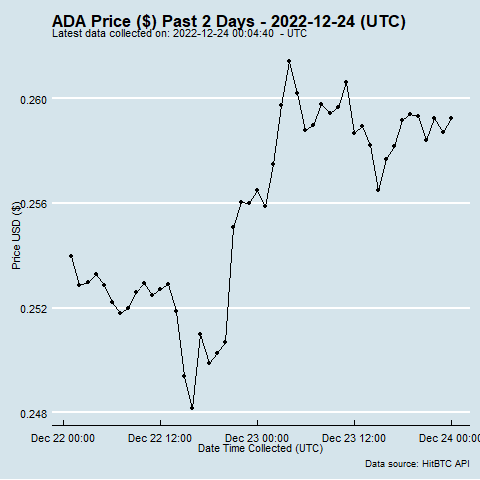 ADA Price ($) Past 2 Days - 2022-12-24 (UTC)
Latest data collected on: 2022-12-24 00:04:40  - UTC
0.260
0.256
0.252
0.248
Price USD ($)
Dec 22 00:00 Dec 22 12:00 Dec 23 00:00 Dec 23 12:00 Dec 24 00:00
Date Time Collected (UTC)
Data source: HitBTC API